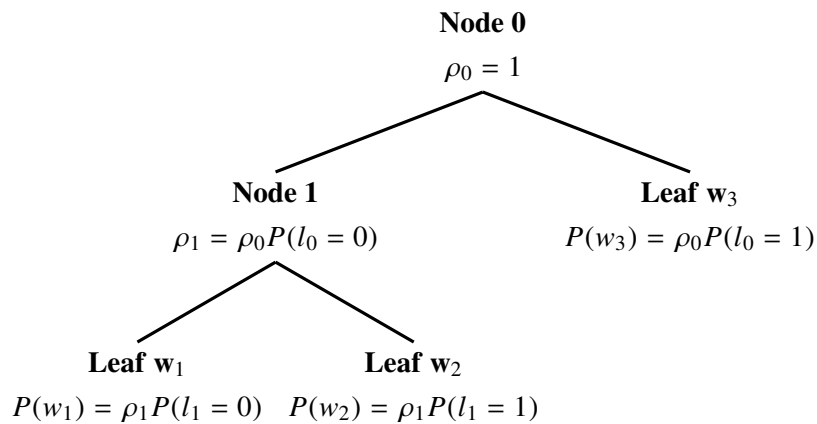 Node 0
ρ₀ = 1
Node 1
ρ₁ = ρ₀P(l₀ = 0)
Leaf w₃
P(w₃) = ρ₀P(l₀ = 1)
Leaf w₁
P(w₁) = ρ₁P(l₁ = 0)
Leaf w₂
P(w₂) = ρ₁P(l₁ = 1)